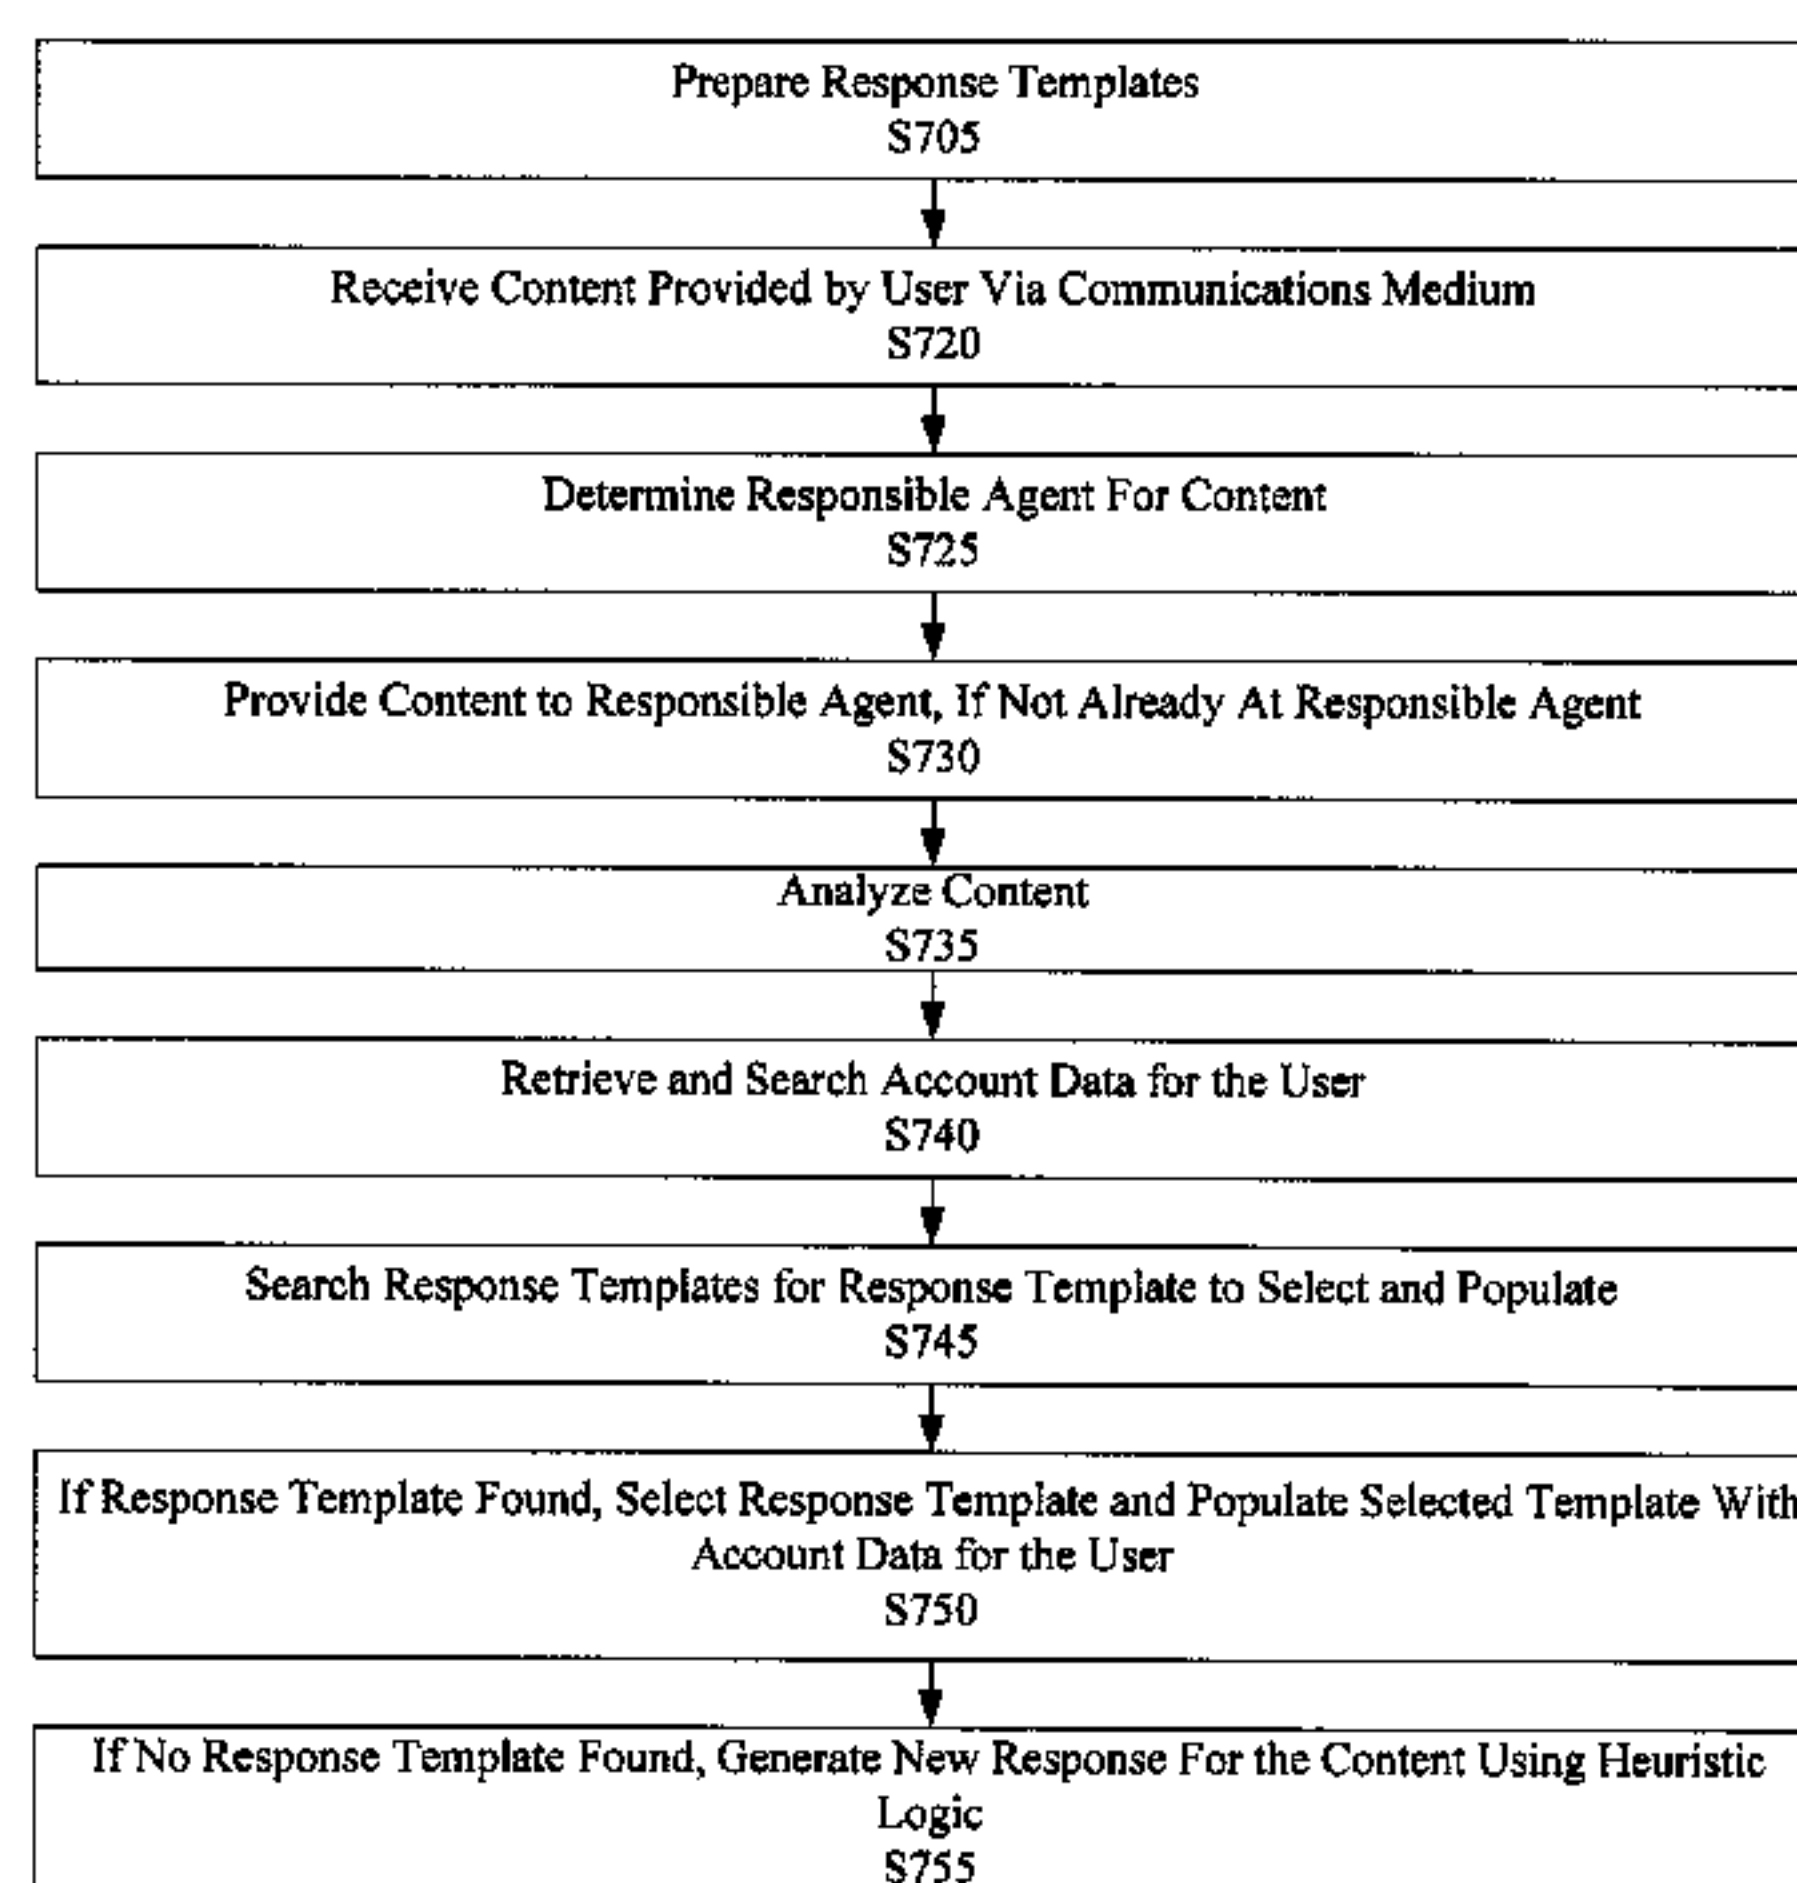 Prepare Response Templates
S705
Receive Content Provided by User Via Communications Medium
S720
Determine Responsible Agent For Content
S725
Provide Content to Responsible Agent, If Not Already At Responsible Agent
S730
Analyze Content
S735
Retrieve and Search Account Data for the User
S740
Search Response Templates for Response Template to Select and Populate
S745
If Response Template Found, Select Response Template and Populate Selected Template With
Account Data for the User
S750
If No Response Template Found, Generate New Response For the Content Using Heuristic
Logic
S755